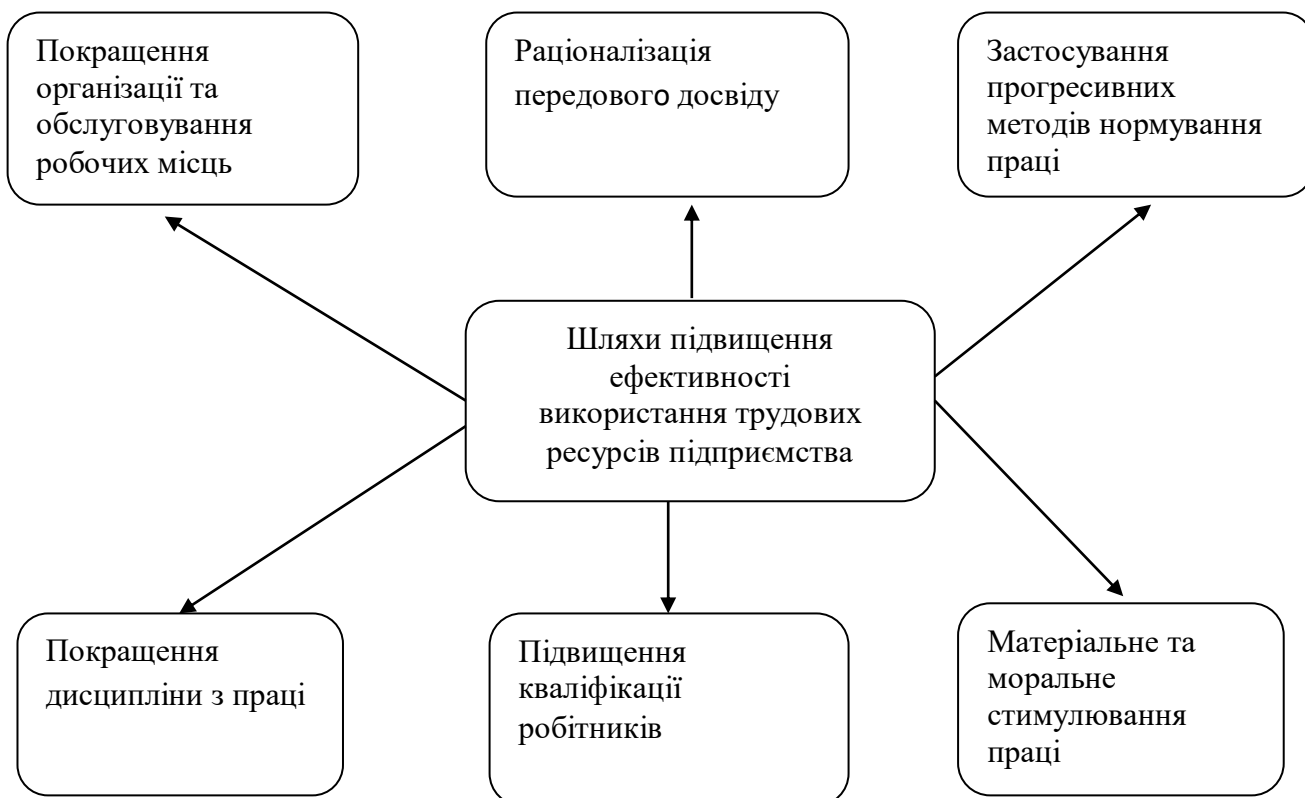 Покращення
організації та
обслуговування
робочих місць
Раціоналізація
передового досвіду
Застосування
прогресивних
методів нормування
праці
Шляхи підвищення
ефективності
використання трудових
ресурсів підприємства
Покращення
дисципліни з праці
Підвищення
кваліфікації
робітників
Матеріальне та
моральне
стимулювання
праці